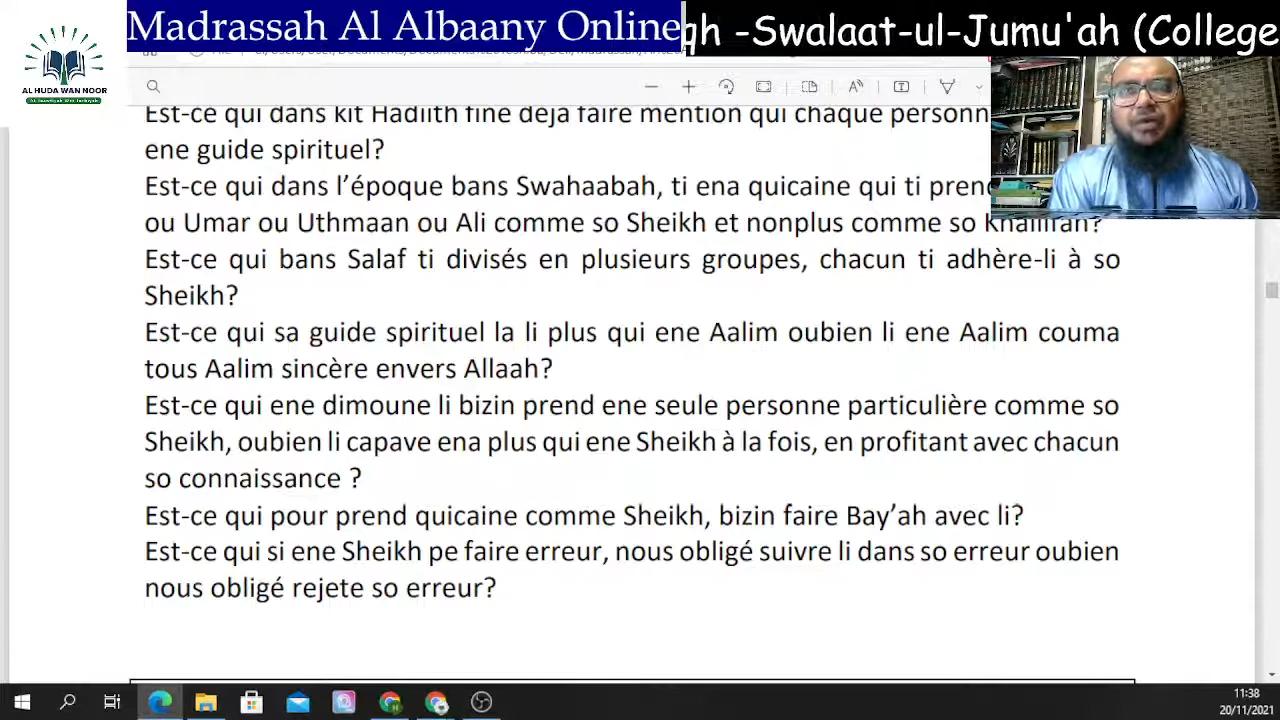 Madrassah Al Albaany Online
qh -Swalaat-ul-Jumu'ah (College
AL HUDA WAN NOOR
Est-ce qui dans kit Hadiith fine deja faire mention qui chaque
ene guide spirituel?
Est-ce qui dans l'époque bans Swahaabah, ti ena quicaine qui ti
ou Umar ou Uthmaan ou Ali comme so Sheikh et nonplus comme so
Est-ce qui bans Salaf ti divisés en plusieurs groupes, chacun ti adhère-li à so
Sheikh?
Est-ce qui sa guide spirituel la li plus qui ene Aalim oubien li ene Aalim couma
tous Aalim sincère envers Allaah?
Est-ce qui ene dimoune li bizin prend ene seule personne particulière comme so
Sheikh, oubien li capave ena plus qui ene Sheikh à la fois, en profitant avec chacun
so connaissance ?
Est-ce qui pour prend quicaine comme Sheikh, bizin faire Bay'ah avec li?
Est-ce qui si ene Sheikh pe faire erreur, nous obligé suivre li dans so erreur oubien
nous obligé rejete so erreur?
11:38
20/11/2021